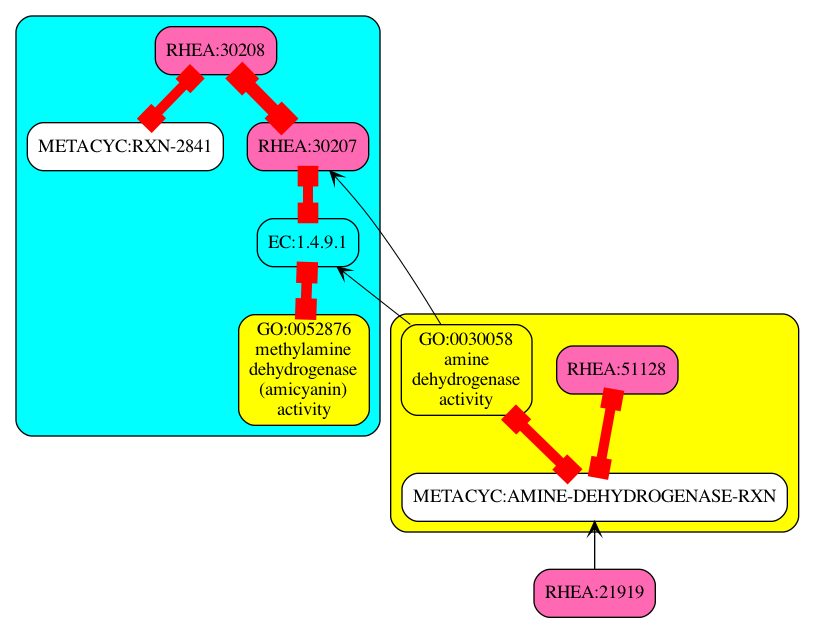 RHEA:30208
METACYC:RXN-2841
RHEA:30207
EC:1.4.9.1
GO:0052876
methylamine
dehydrogenase
(amicyanin)
activity
GO:0030058
amine
dehydrogenase
activity
RHEA:51128
METACYC:AMINE-DEHYDROGENASE-RXN
RHEA:21919